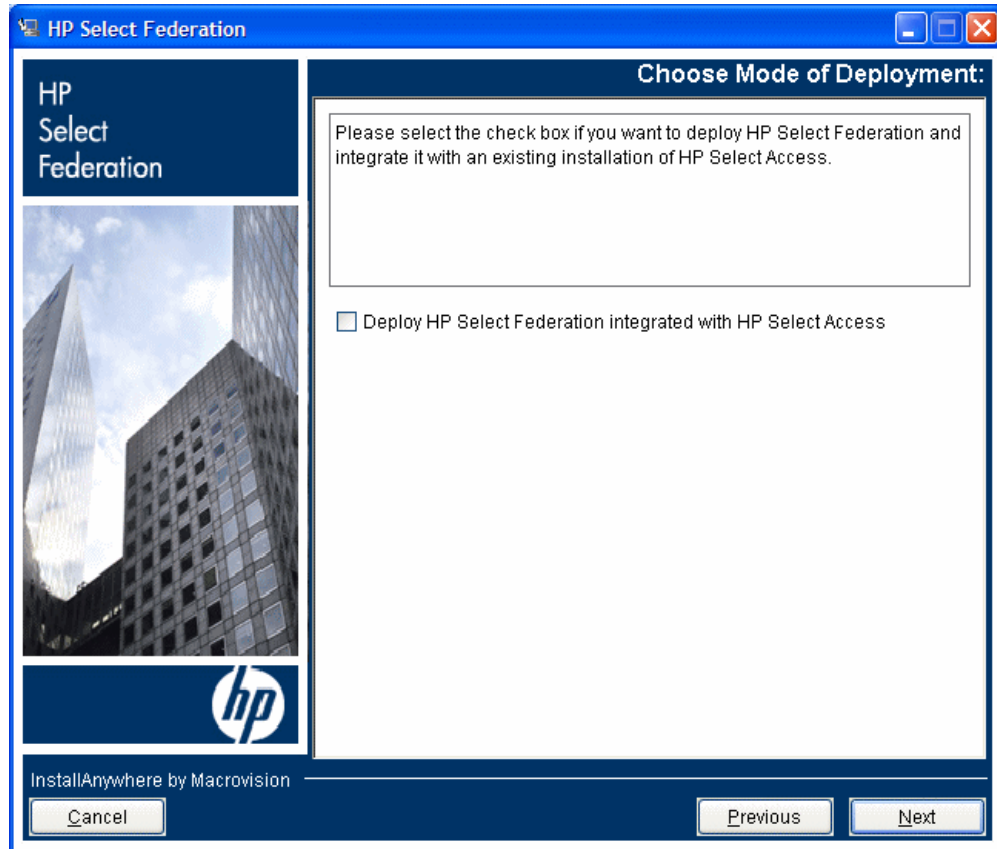 HP Select Federation
Choose Mode of Deployment:
HP
Select
Federation
Please select the check box if you want to deploy HP Select Federation and
integrate it with an existing installation of HP Select Access.
Deploy HP Select Federation integrated with HP Select Access
hp
InstallAnywhere by Macrovision
Cancel
Previous
Next